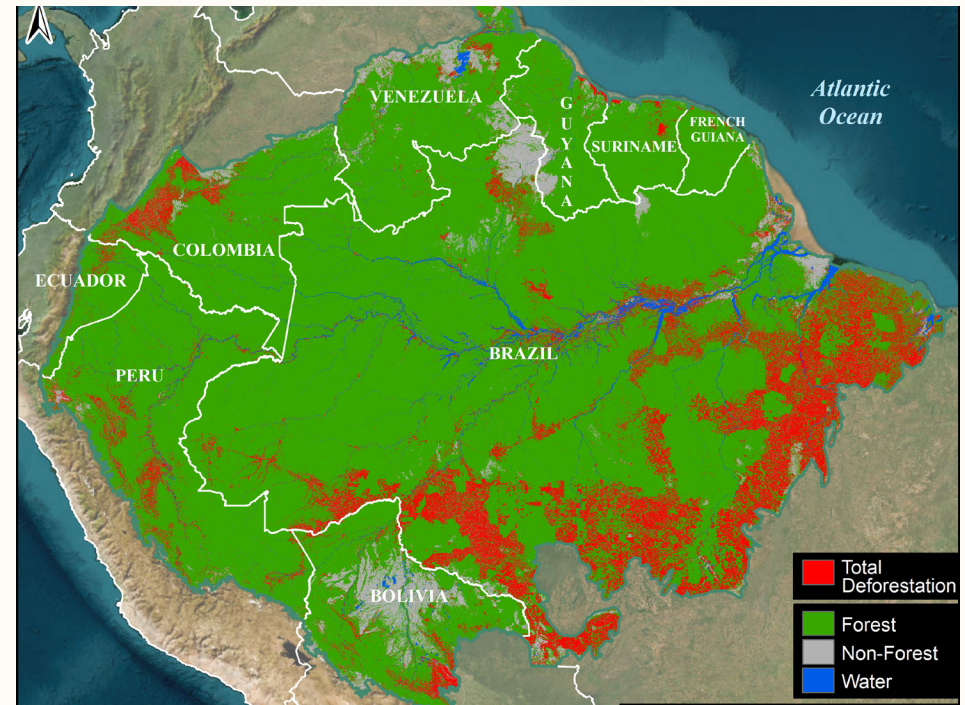 Atlantic
Ocean
VENEZUELA
G
U
Y
A
N
A
SURINAME
FRENCH
GUIANA
COLOMBIA
ECUADOR
PERU
BRAZIL
BOLIVIA
Total
Deforestation
Forest
Non-Forest
Water